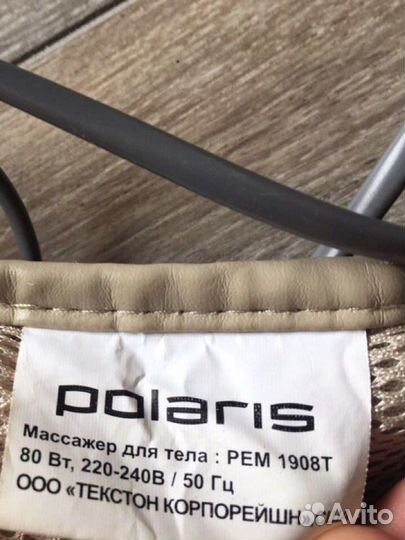 polaris
Массажер для тела : PEM 1908T
80 Вт, 220-240В / 50 Гц
ООО «ТЕКСТОН КОРПОРЕЙШН»
Avito